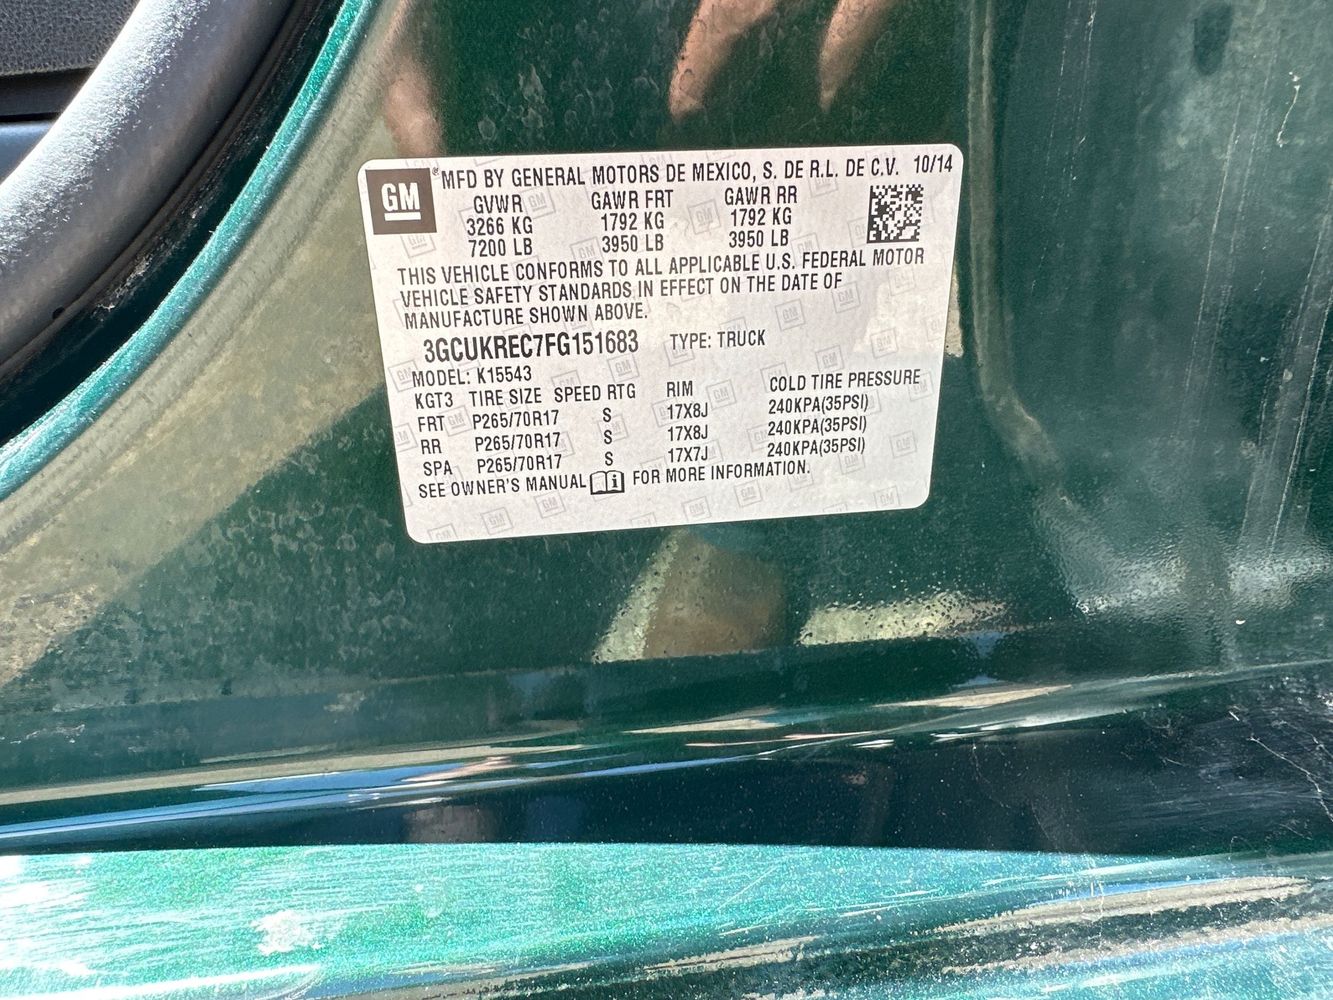 GM ® MFD BY GENERAL MOTORS DE MEXICO, S. DE R.L. DE C.V. 10/14
GVWR GAWR FRT GAWR RR
3266 KG 1792 KG 1792 KG
7200 LB 3950 LB 3950 LB
THIS VEHICLE CONFORMS TO ALL APPLICABLE U.S. FEDERAL MOTOR
VEHICLE SAFETY STANDARDS IN EFFECT ON THE DATE OF
MANUFACTURE SHOWN ABOVE.
3GCUKREC7FG151683 TYPE: TRUCK
MODEL: K15543
KGT3 TIRE SIZE SPEED RTG RIM COLD TIRE PRESSURE
FRT P265/70R17 S 17X8J 240KPA(35PSI)
RR P265/70R17 S 17X8J 240KPA(35PSI)
SPA P265/70R17 S 17X7J 240KPA(35PSI)
SEE OWNER'S MANUAL i FOR MORE INFORMATION.